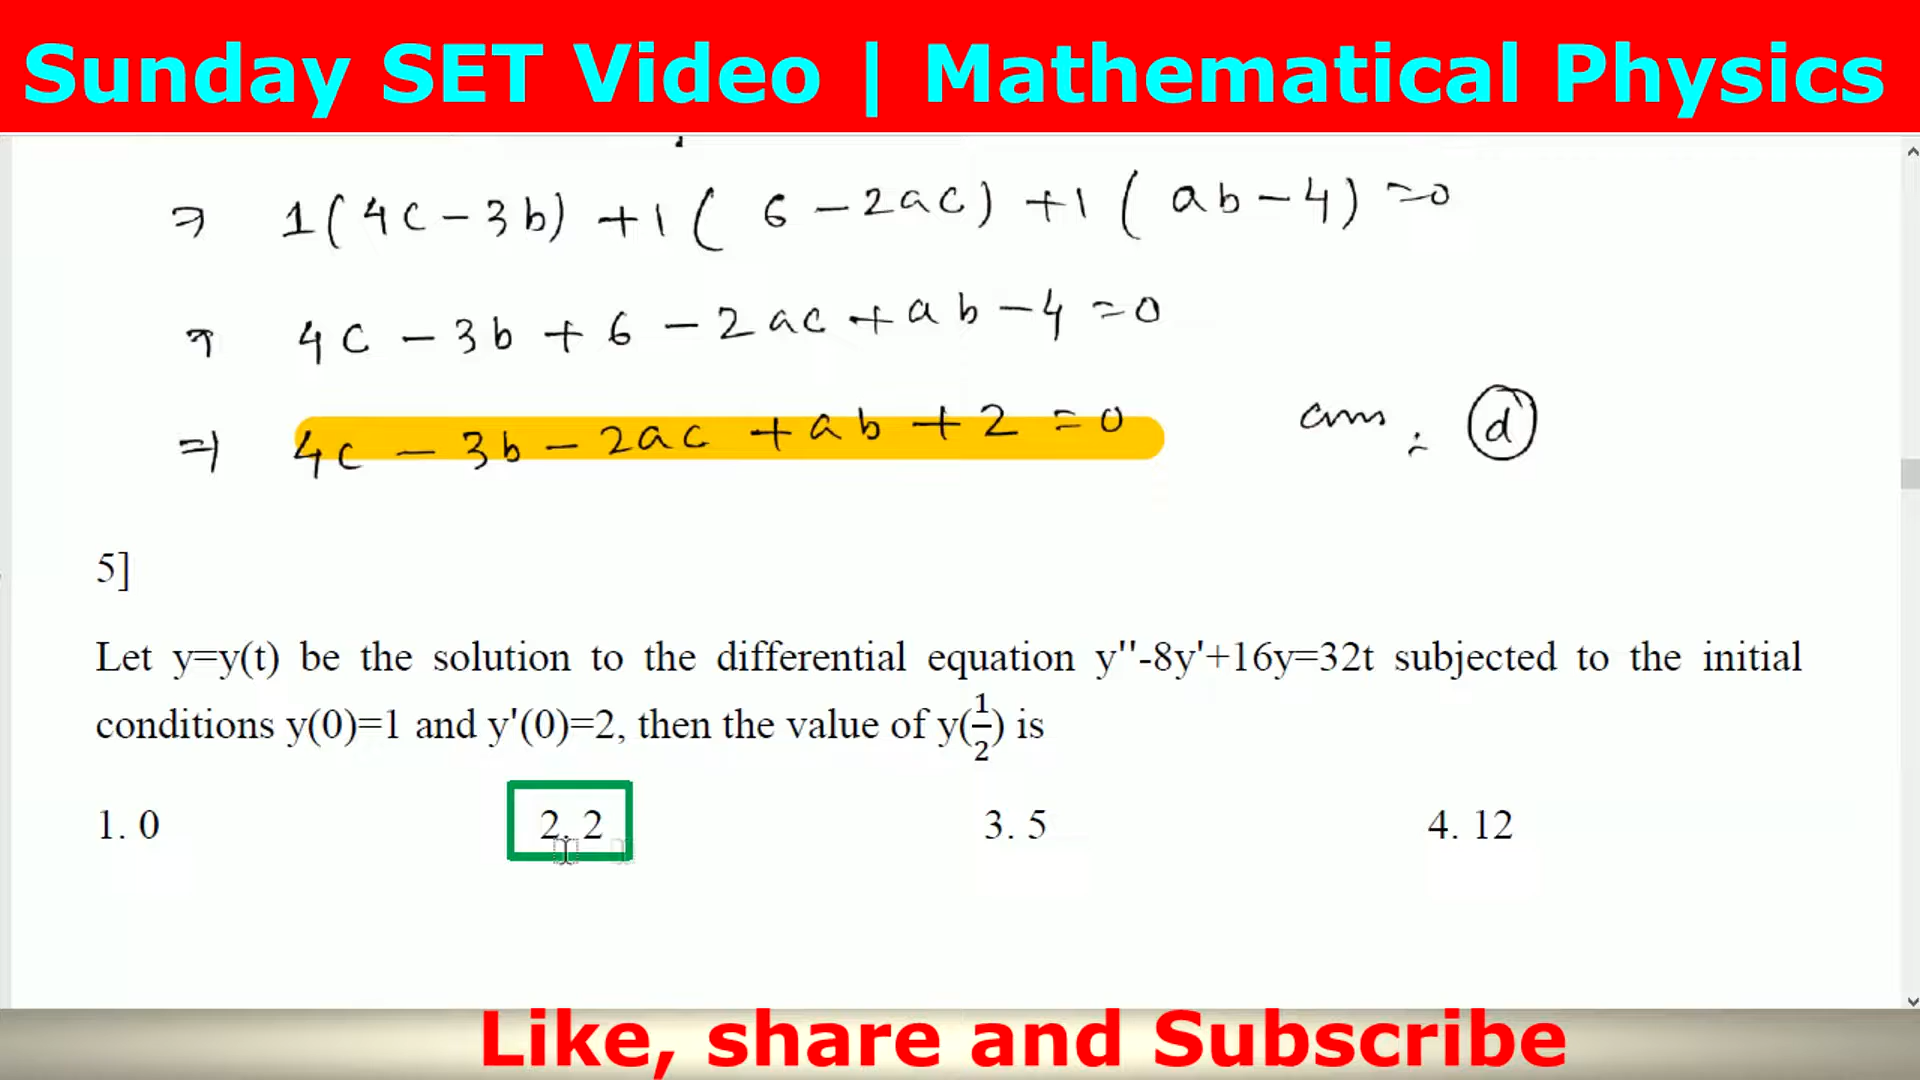 Sunday SET Video | Mathematical Physics
⇒ 1(4c-3b) +1(6-2ac) +1(ab-4)=0
⇒ 4c-3b+6-2ac+ab-4=0
⇒ 4c-3b-2ac+ab+2=0 ans: (d)
5]
Let y=y(t) be the solution to the differential equation y''-8y'+16y=32t subjected to the initial
conditions y(0)=1 and y'(0)=2, then the value of y(1/2) is
1. 0 2. 2 3. 5 4. 12
Like, share and Subscribe